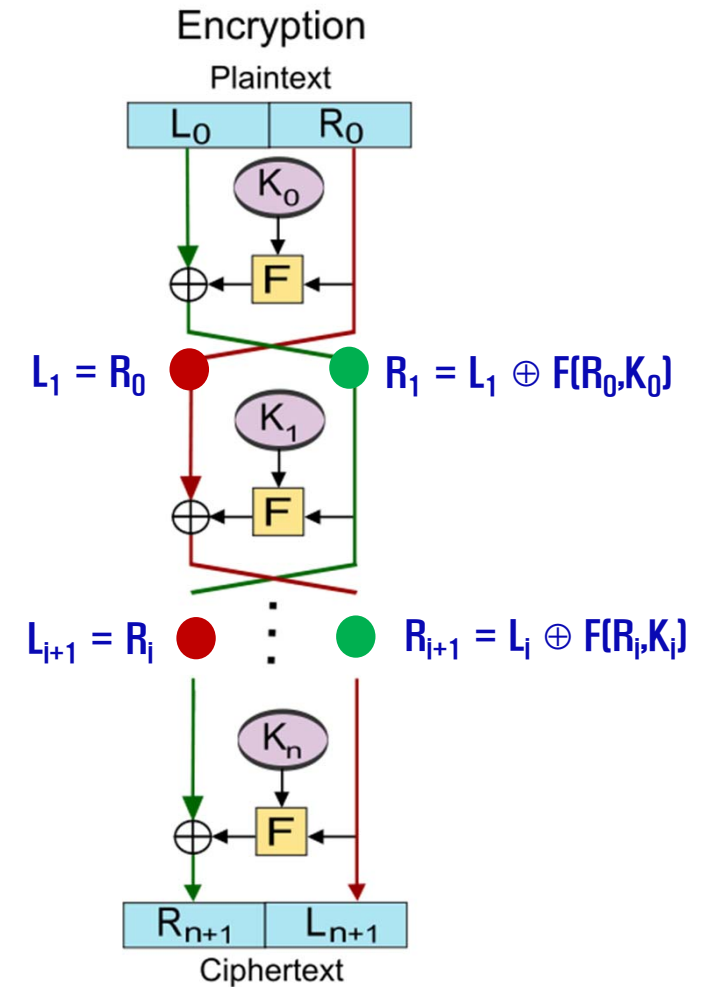 Encryption
Plaintext
L₀ R₀
K₀
F
L₁ = R₀ R₁ = L₁ ⊕ F(R₀,K₀)
K₁
F
Lᵢ₊₁ = Rᵢ Rᵢ₊₁ = Lᵢ ⊕ F(Rᵢ,Kᵢ)
Kₙ
F
Rₙ₊₁ Lₙ₊₁
Ciphertext